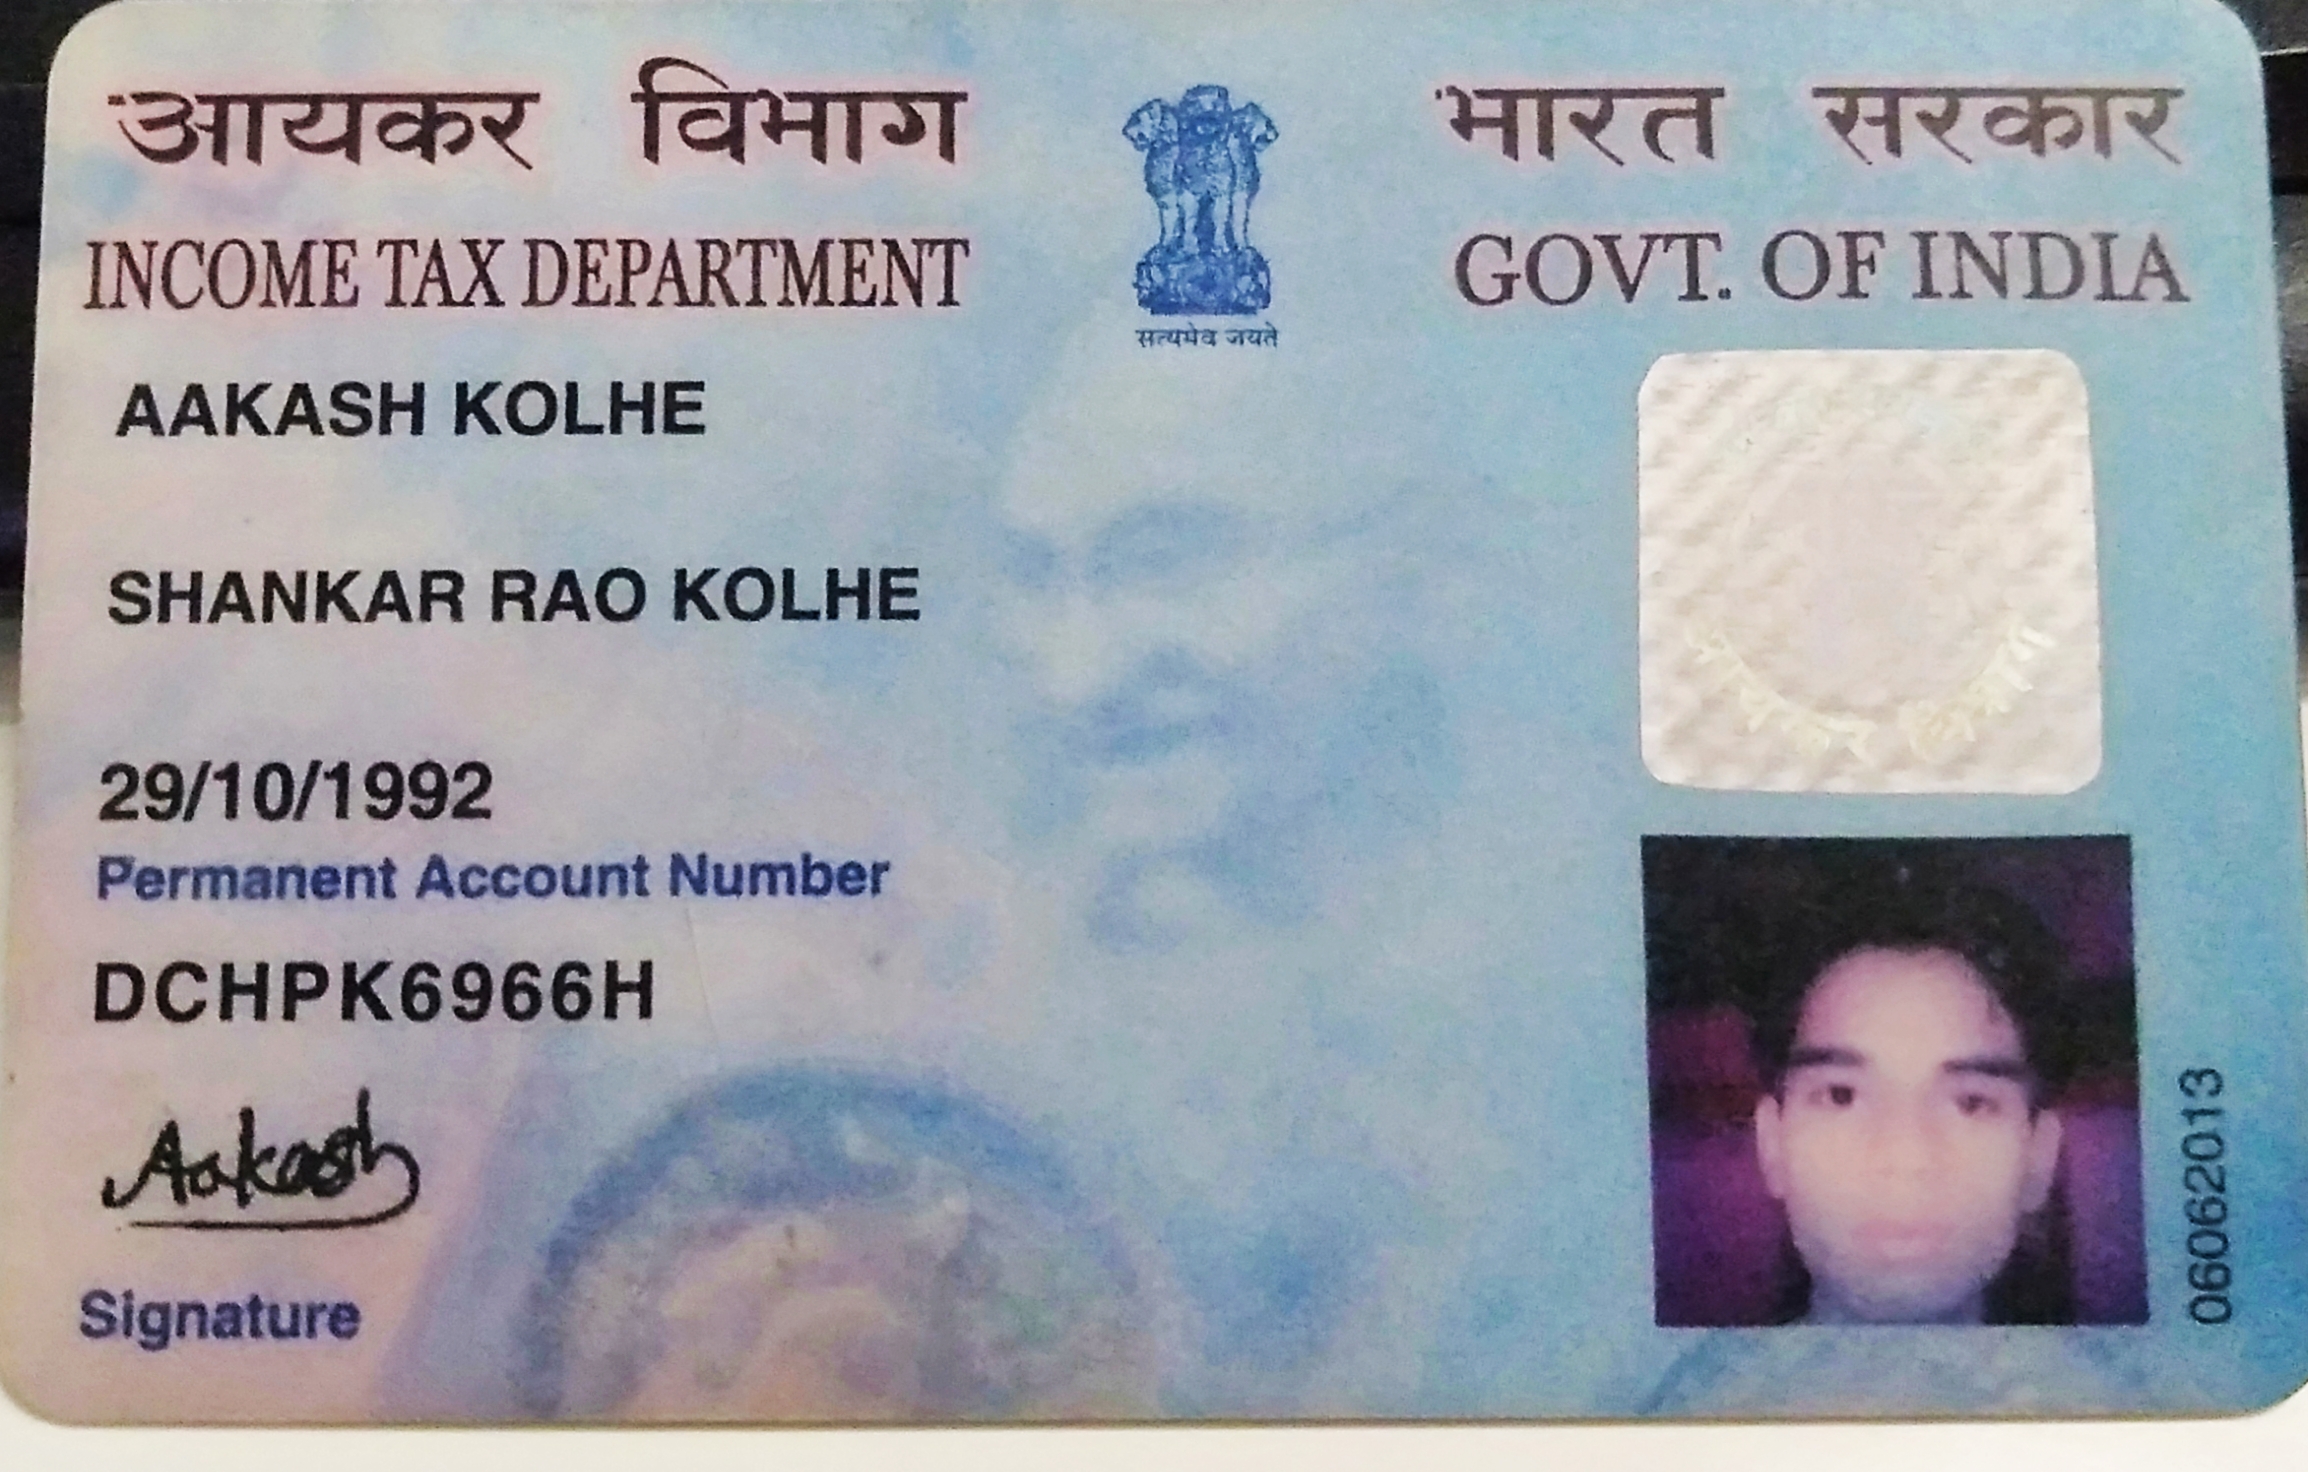 आयकर विभाग
INCOME TAX DEPARTMENT
सत्यमेव जयते
भारत सरकार
GOVT. OF INDIA
AAKASH KOLHE
SHANKAR RAO KOLHE
29/10/1992
Permanent Account Number
DCHPK6966H
Aakash
Signature
आयकर विभाग
06062013